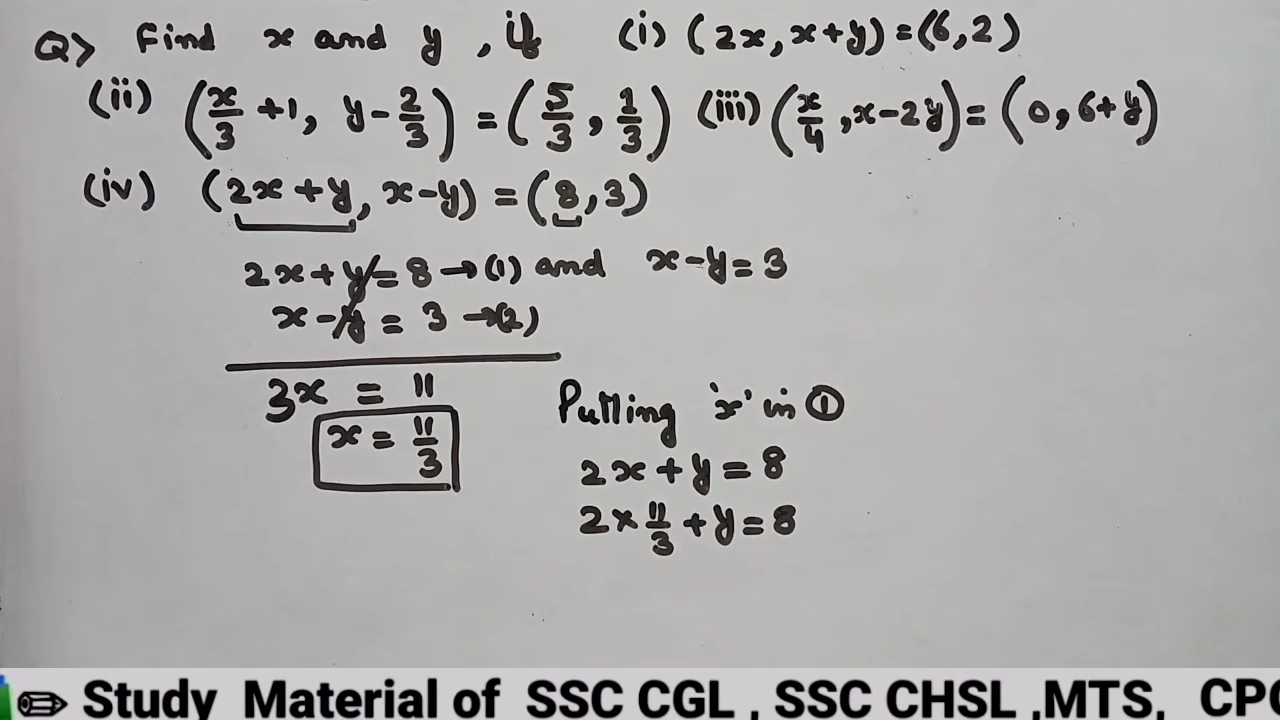 Q> Find x and y , if (i) (2x, x+y) = (6,2)
(ii) (x/3 +1, y-2/3) = (5/3, 1/3) (iii) (x/4, x-2y) = (0, 6+y)
(iv) (2x+y, x-y) = (8,3)
2x+y=8 →(1) and x-y=3
x-y = 3 →(2)
3x = 11
x = 11/3
Putting 'x' in ①
2x+y=8
2×11/3+y=8
✏ Study Material of SSC CGL , SSC CHSL ,MTS, CPO